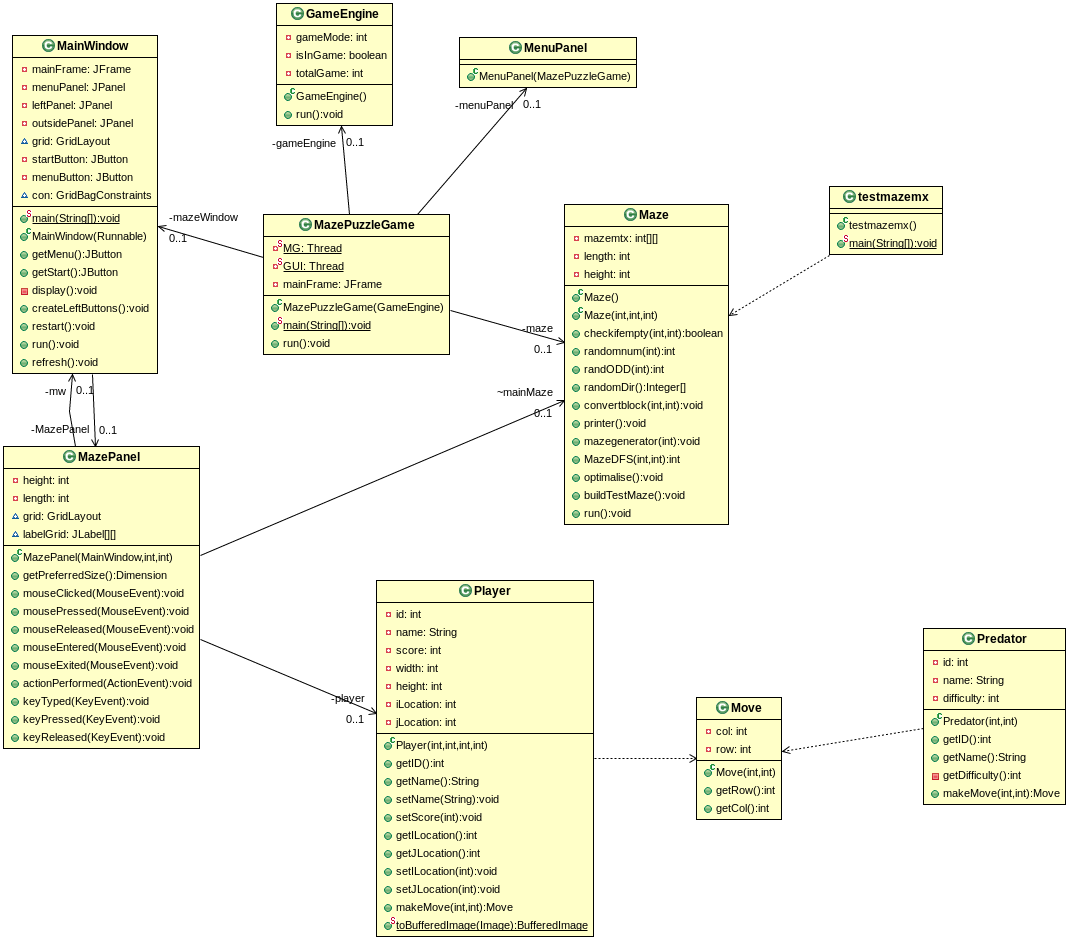 GameEngine
gameMode: int
isInGame: boolean
totalGame: int
GameEngine()
run():void
MainWindow
mainFrame: JFrame
menuPanel: JPanel
leftPanel: JPanel
outsidePanel: JPanel
grid: GridLayout
startButton: JButton
menuButton: JButton
con: GridBagConstraints
main(String[]):void
MainWindow(Runnable)
getMenu():JButton
getStart():JButton
display():void
createLeftButtons():void
restart():void
run():void
refresh():void
MenuPanel
MenuPanel(MazePuzzleGame)
-menuPanel 0..1
-gameEngine 0..1
-mazeWindow
0..1
MazePuzzleGame
MG: Thread
GUI: Thread
mainFrame: JFrame
MazePuzzleGame(GameEngine)
main(String[]):void
run():void
-maze
0..1
~mainMaze
0..1
Maze
mazemtx: int[][]
length: int
height: int
Maze()
Maze(int,int,int)
checkifempty(int,int):boolean
randomnum(int):int
randODD(int):int
randomDir():Integer[]
convertblock(int,int):void
printer():void
mazegenerator(int):void
MazeDFS(int,int):int
optimalise():void
buildTestMaze():void
run():void
testmazemx
testmazemx()
main(String[]):void
-mw 0..1
-MazePanel 0..1
MazePanel
height: int
length: int
grid: GridLayout
labelGrid: JLabel[][]
MazePanel(MainWindow,int,int)
getPreferredSize():Dimension
mouseClicked(MouseEvent):void
mousePressed(MouseEvent):void
mouseReleased(MouseEvent):void
mouseEntered(MouseEvent):void
mouseExited(MouseEvent):void
actionPerformed(ActionEvent):void
keyTyped(KeyEvent):void
keyPressed(KeyEvent):void
keyReleased(KeyEvent):void
-player
0..1
Player
id: int
name: String
score: int
width: int
height: int
iLocation: int
jLocation: int
Player(int,int,int,int)
getID():int
getName():String
setName(String):void
setScore(int):void
getILocation():int
getJLocation():int
setILocation(int):void
setJLocation(int):void
makeMove(int,int):Move
toBufferedImage(Image):BufferedImage
Move
col: int
row: int
Move(int,int)
getRow():int
getCol():int
Predator
id: int
name: String
difficulty: int
Predator(int,int)
getID():int
getName():String
getDifficulty():int
makeMove(int,int):Move